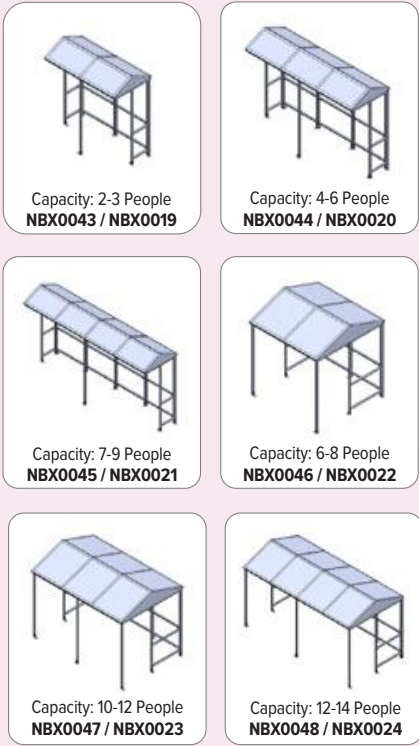 Capacity: 2-3 People
NBX0043 / NBX0019
Capacity: 4-6 People
NBX0044 / NBX0020
Capacity: 7-9 People
NBX0045 / NBX0021
Capacity: 6-8 People
NBX0046 / NBX0022
Capacity: 10-12 People
NBX0047 / NBX0023
Capacity: 12-14 People
NBX0048 / NBX0024